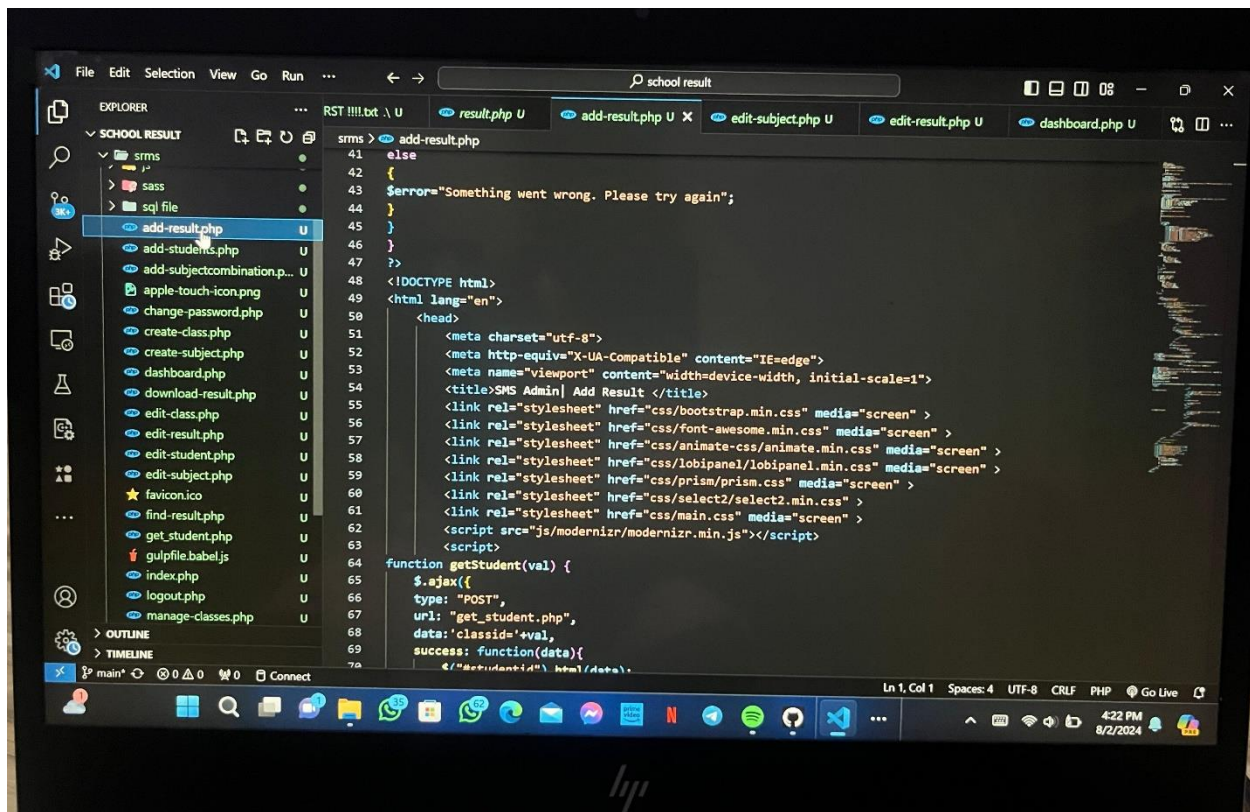 File Edit Selection View Go Run ... school result
EXPLORER ...
SCHOOL RESULT
srms
js
sass
sql file
add-result.php U
add-students.php U
add-subjectcombination.p... U
apple-touch-icon.png U
change-password.php U
create-class.php U
create-subject.php U
dashboard.php U
download-result.php U
edit-class.php U
edit-result.php U
edit-student.php U
edit-subject.php U
favicon.ico U
find-result.php U
get_student.php U
gulpfile.babel.js U
index.php U
logout.php U
manage-classes.php U
OUTLINE
TIMELINE
3K+
RST !!!!.txt .\ U result.php U add-result.php U edit-subject.php U edit-result.php U dashboard.php U ...
srms > add-result.php
41 else
42 {
43 $error="Something went wrong. Please try again";
44 }
45 }
46 }
47 ?>
48 <!DOCTYPE html>
49 <html lang="en">
50 <head>
51 <meta charset="utf-8">
52 <meta http-equiv="X-UA-Compatible" content="IE=edge">
53 <meta name="viewport" content="width=device-width, initial-scale=1">
54 <title>SMS Admin| Add Result </title>
55 <link rel="stylesheet" href="css/bootstrap.min.css" media="screen" >
56 <link rel="stylesheet" href="css/font-awesome.min.css" media="screen" >
57 <link rel="stylesheet" href="css/animate-css/animate.min.css" media="screen" >
58 <link rel="stylesheet" href="css/lobipanel/lobipanel.min.css" media="screen" >
59 <link rel="stylesheet" href="css/prism/prism.css" media="screen" >
60 <link rel="stylesheet" href="css/select2/select2.min.css" >
61 <link rel="stylesheet" href="css/main.css" media="screen" >
62 <script src="js/modernizr/modernizr.min.js"></script>
63 <script>
64 function getStudent(val) {
65 $.ajax({
66 type: "POST",
67 url: "get_student.php",
68 data:'classid='+val,
69 success: function(data){
70 $("#studentid").html(data);
main* 0 0 0 Connect Ln 1, Col 1 Spaces: 4 UTF-8 CRLF PHP Go Live
1 1 35 62 prime video N ... 4:22 PM
8/2/2024
PRE
hp